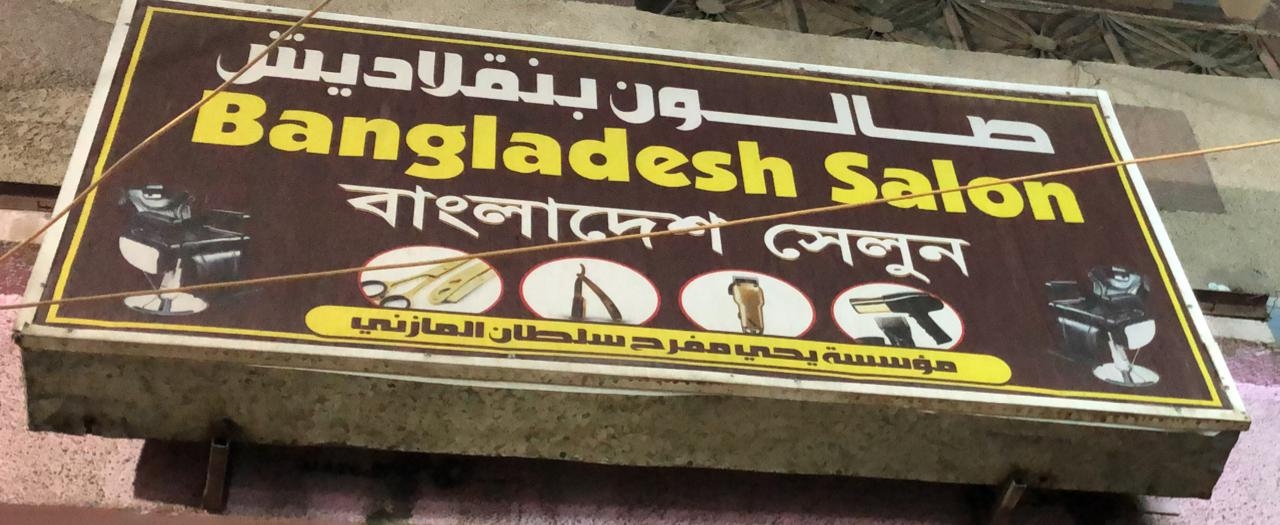 صالون بنقلاديش
Bangladesh Salon
বাংলাদেশ সেলুন
مؤسسة يحي مفرح سلطان المازني